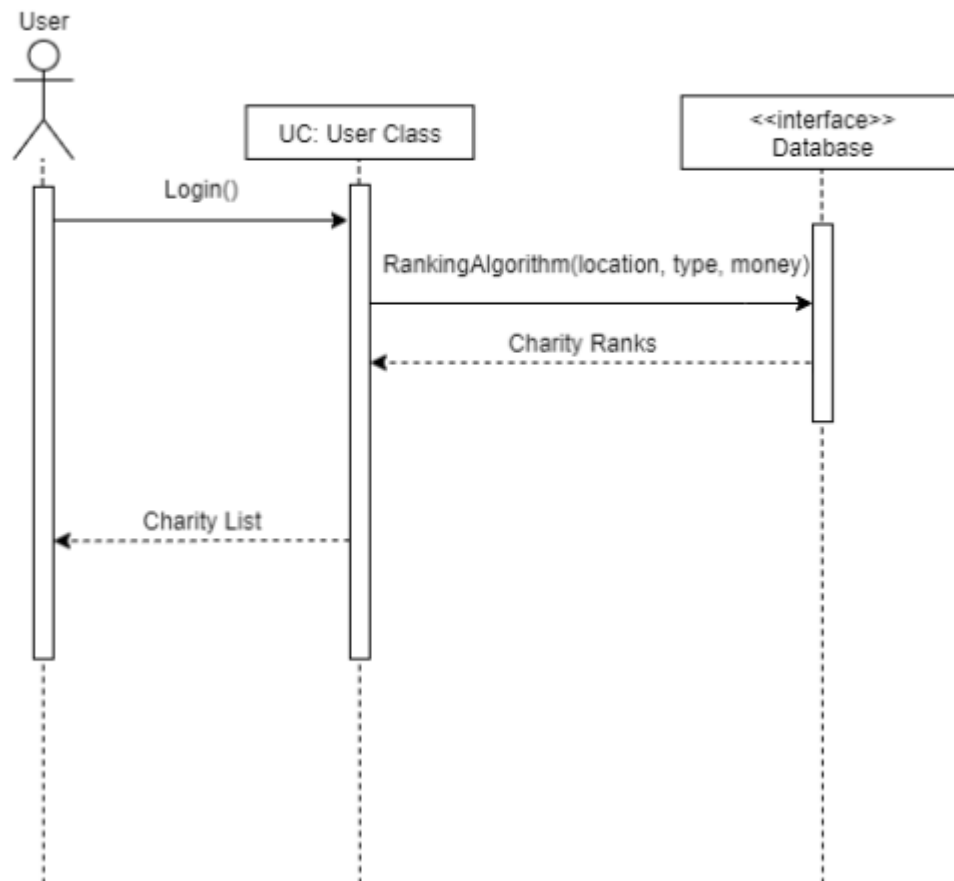 User
UC: User Class
<<interface>>
Database
Login()
RankingAlgorithm(location, type, money)
Charity Ranks
Charity List